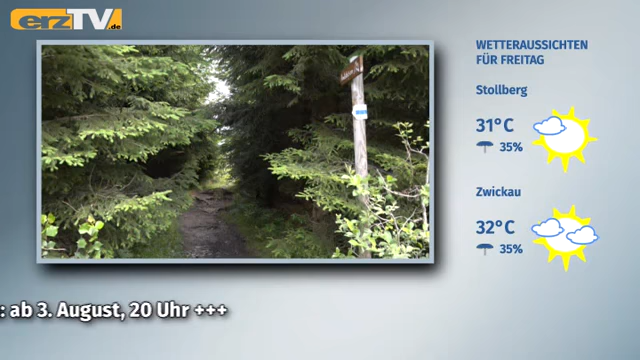 erzTV.de
WETTERAUSSICHTEN
FÜR FREITAG
Stollberg
31°C
35%
Zwickau
32°C
35%
: ab 3. August, 20 Uhr +++